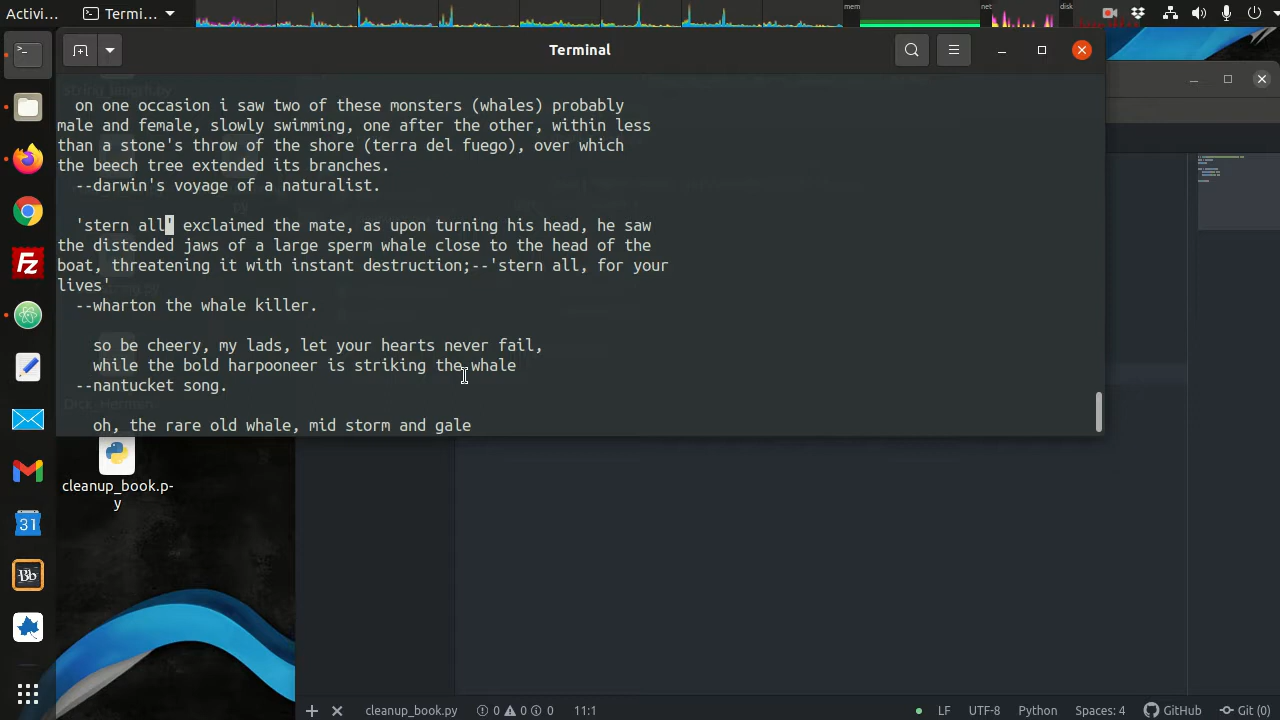 Activi...
Termi...
mem
net
disk
Terminal
on one occasion i saw two of these monsters (whales) probably
male and female, slowly swimming, one after the other, within less
than a stone's throw of the shore (terra del fuego), over which
the beech tree extended its branches.
--darwin's voyage of a naturalist.
'stern all' exclaimed the mate, as upon turning his head, he saw
the distended jaws of a large sperm whale close to the head of the
boat, threatening it with instant destruction;--'stern all, for your
lives'
--wharton the whale killer.
so be cheery, my lads, let your hearts never fail,
while the bold harpooneer is striking the whale
--nantucket song.
oh, the rare old whale, mid storm and gale
cleanup_book.p-
y
31
Bb
cleanup_book.py
0 0 0
11:1
LF
UTF-8
Python
Spaces: 4
GitHub
Git (0)